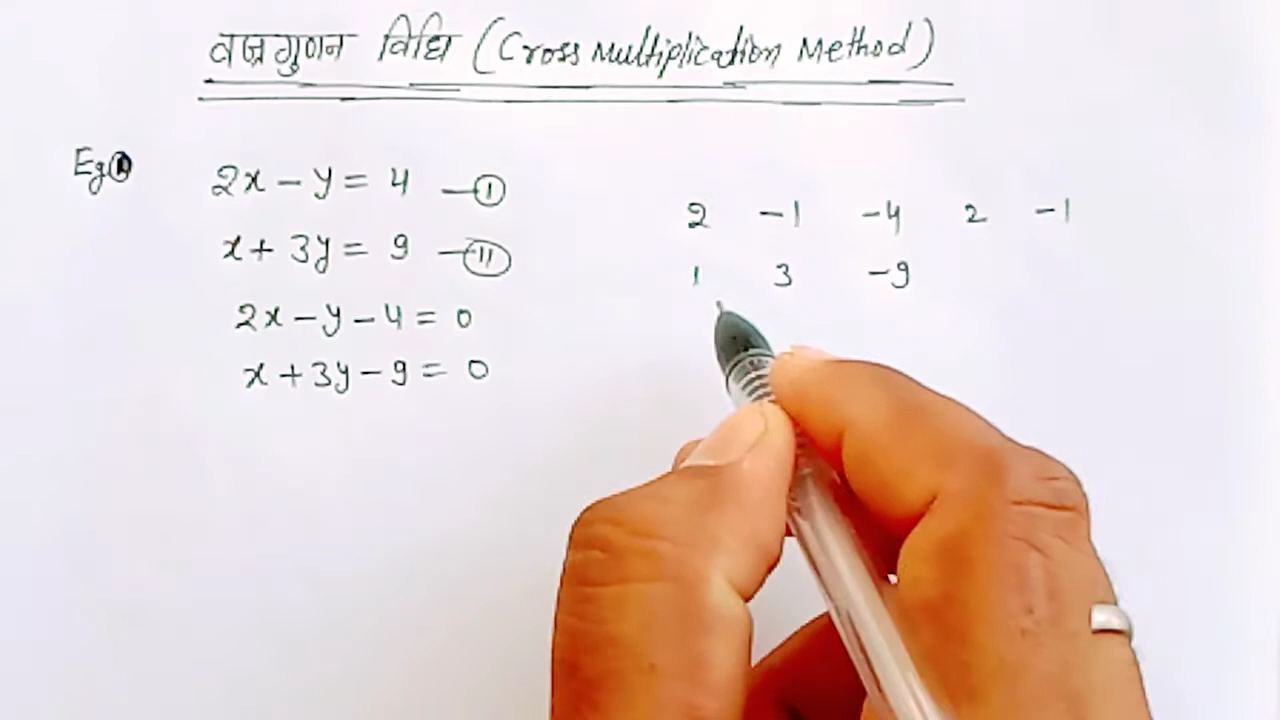 वज्रगुणन विधि (Cross Multiplication Method)
Eg①
2x - y = 4 —①
x + 3y = 9 —⑪
2x - y - 4 = 0
x + 3y - 9 = 0
2 -1 -4 2 -1
1 3 -9